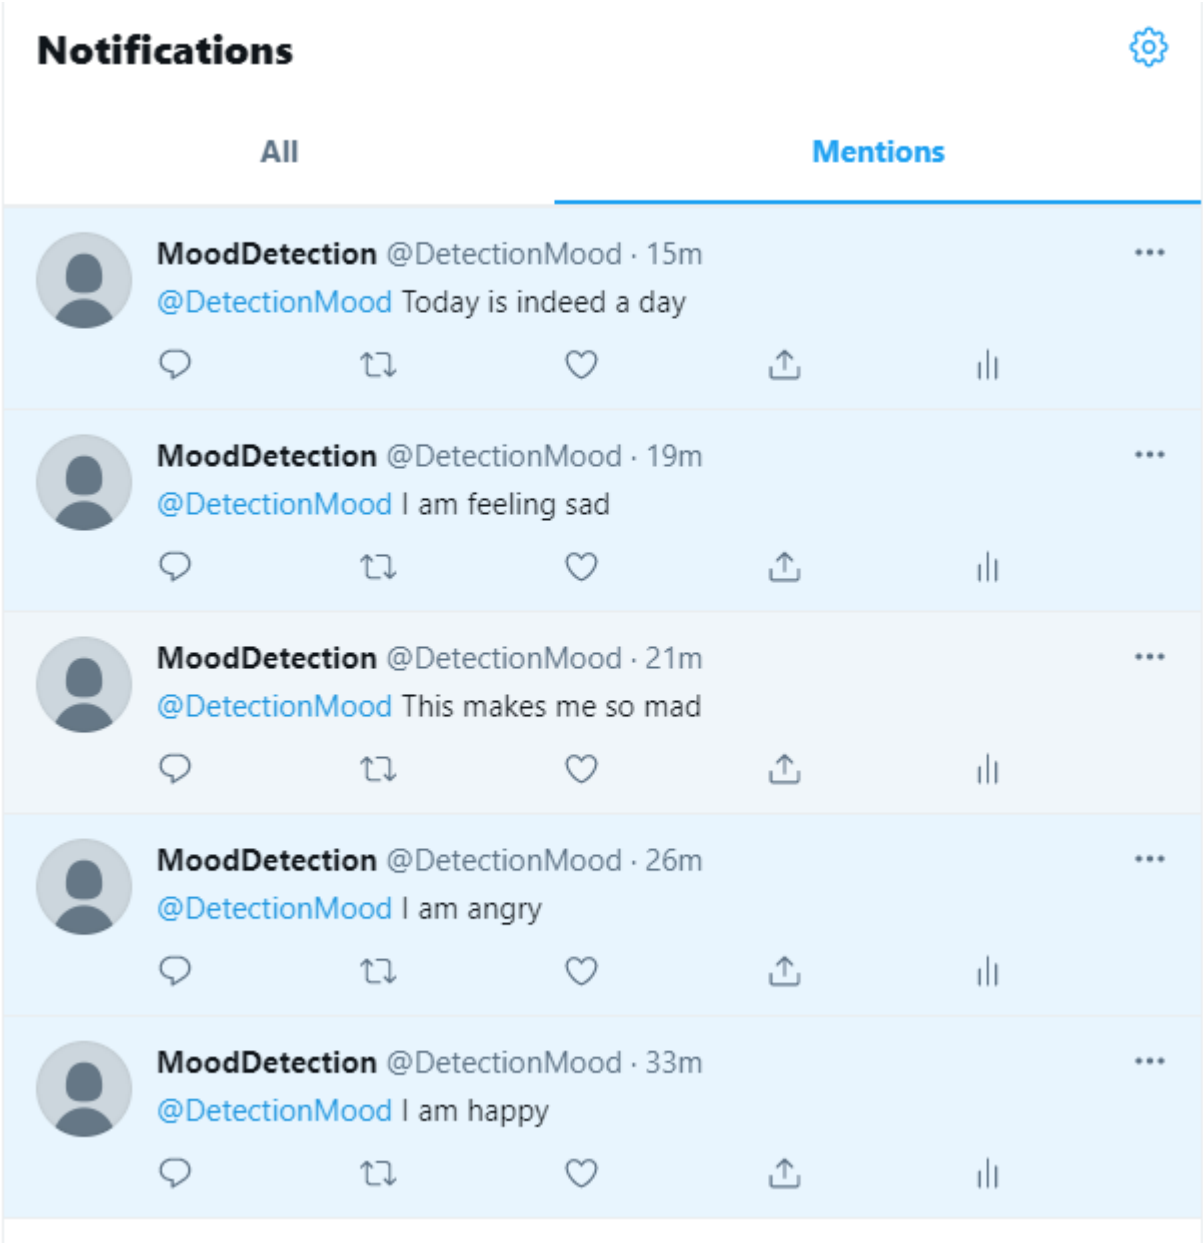 Notifications
All Mentions
MoodDetection @DetectionMood · 15m
@DetectionMood Today is indeed a day
MoodDetection @DetectionMood · 19m
@DetectionMood I am feeling sad
MoodDetection @DetectionMood · 21m
@DetectionMood This makes me so mad
MoodDetection @DetectionMood · 26m
@DetectionMood I am angry
MoodDetection @DetectionMood · 33m
@DetectionMood I am happy